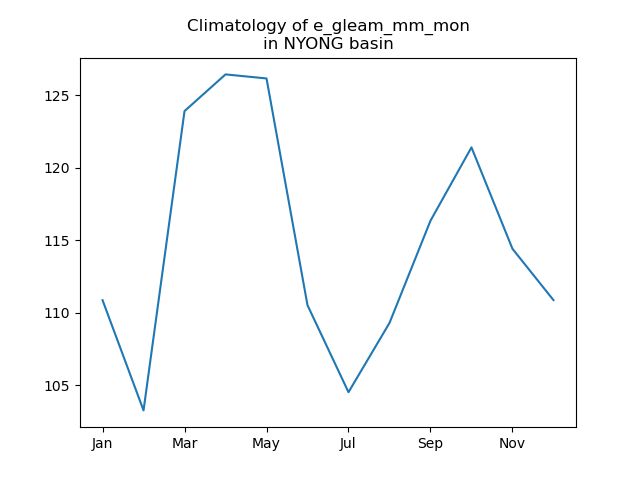 Climatology of e_gleam_mm_mon
in NYONG basin
125
120
115
110
105
Jan
Mar
May
Jul
Sep
Nov